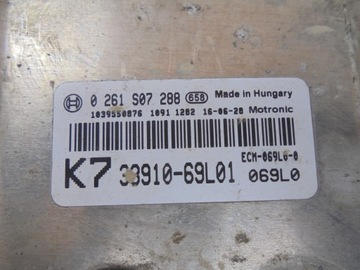 0 261 S07 288 658 Made in Hungary
1039550876 1091 1282 16-06-28 Motronic
ECM-069L0-0
K7 33910-69L01 069L0